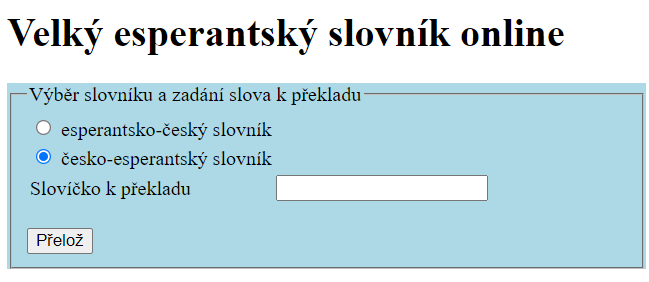 Velký esperantský slovník online
Výběr slovníku a zadání slova k překladu
esperantsko-český slovník
česko-esperantský slovník
Slovíčko k překladu
Přelož